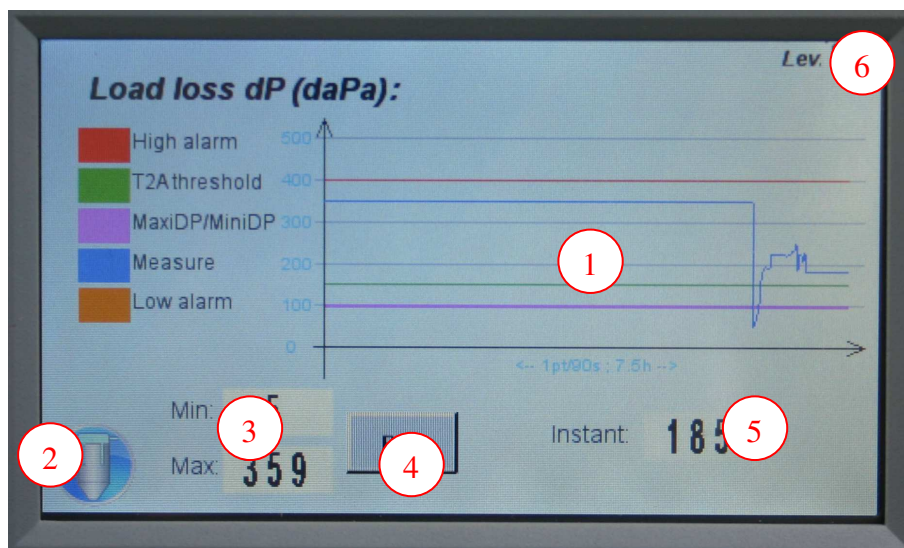 Lev.
6
Load loss dP (daPa):
High alarm
T2Athreshold
MaxiDP/MiniDP
Measure
Low alarm
500
400
300
200
100
0
1
<-- 1pt/90s ; 7.5h -->
Min:
3
Max:
359
2
4
Instant:
185
5